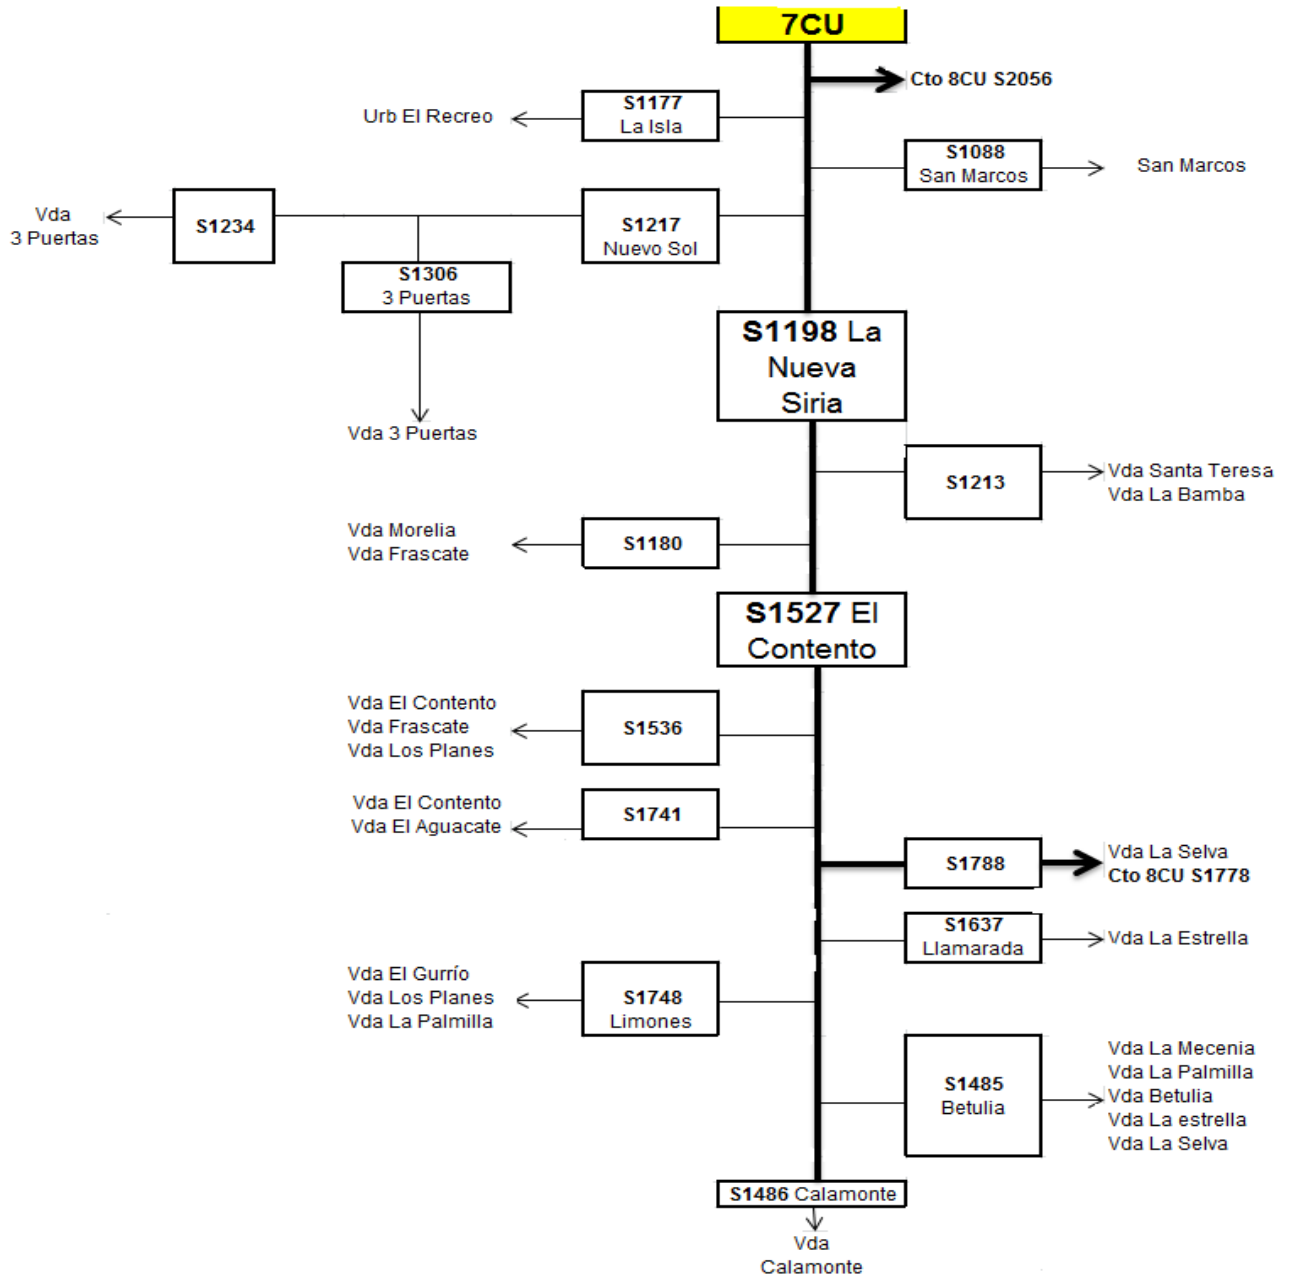 7CU
Cto 8CU S2056
S1177
La Isla
Urb El Recreo
S1088
San Marcos
San Marcos
S1217
Nuevo Sol
S1234
Vda
3 Puertas
S1306
3 Puertas
Vda 3 Puertas
S1198 La
Nueva
Siria
S1213
Vda Santa Teresa
Vda La Bamba
S1180
Vda Morelia
Vda Frascate
S1527 El
Contento
S1536
Vda El Contento
Vda Frascate
Vda Los Planes
S1741
Vda El Contento
Vda El Aguacate
S1788
Vda La Selva
Cto 8CU S1778
S1637
Llamarada
Vda La Estrella
S1748
Limones
Vda El Gurrío
Vda Los Planes
Vda La Palmilla
S1485
Betulia
Vda La Mecenia
Vda La Palmilla
Vda Betulia
Vda La estrella
Vda La Selva
S1486 Calamonte
Vda
Calamonte